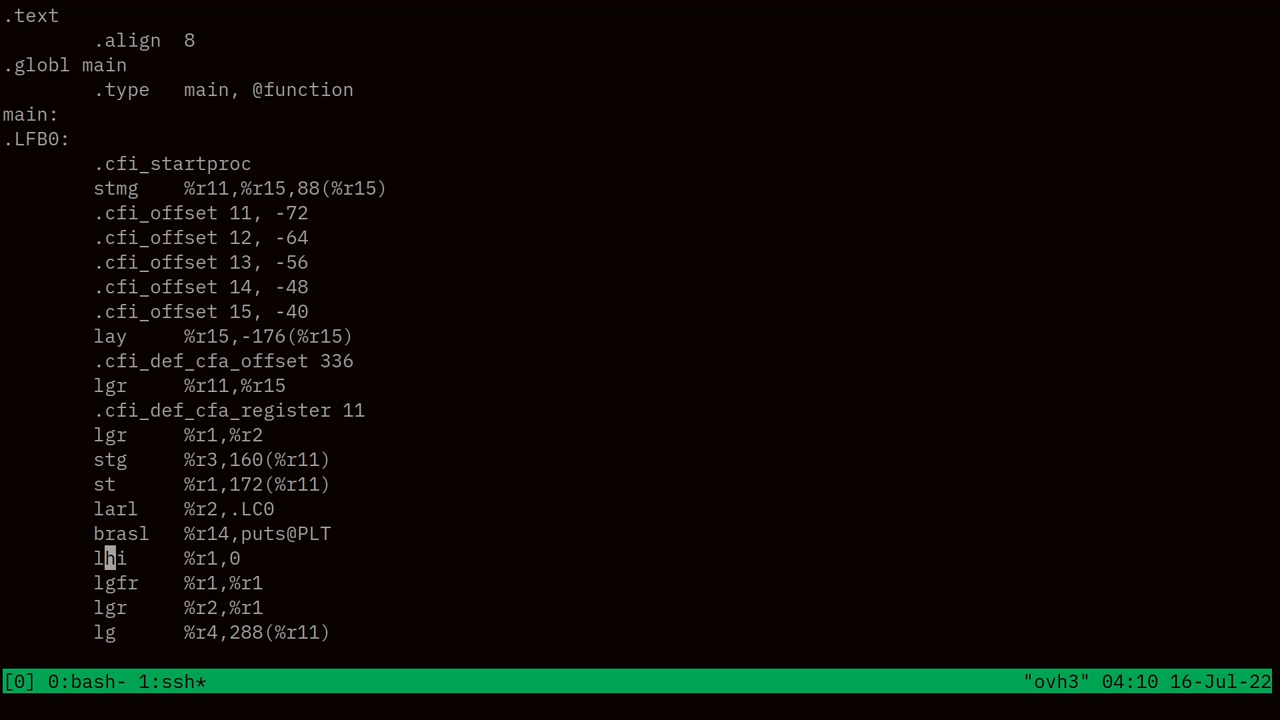 .text
.align 8
.globl main
.type main, @function
main:
.LFB0:
.cfi_startproc
stmg %r11,%r15,88(%r15)
.cfi_offset 11, -72
.cfi_offset 12, -64
.cfi_offset 13, -56
.cfi_offset 14, -48
.cfi_offset 15, -40
lay %r15,-176(%r15)
.cfi_def_cfa_offset 336
lgr %r11,%r15
.cfi_def_cfa_register 11
lgr %r1,%r2
stg %r3,160(%r11)
st %r1,172(%r11)
larl %r2,.LC0
brasl %r14,puts@PLT
lhi %r1,0
lgfr %r1,%r1
lgr %r2,%r1
lg %r4,288(%r11)
[0] 0:bash- 1:ssh* "ovh3" 04:10 16-Jul-22